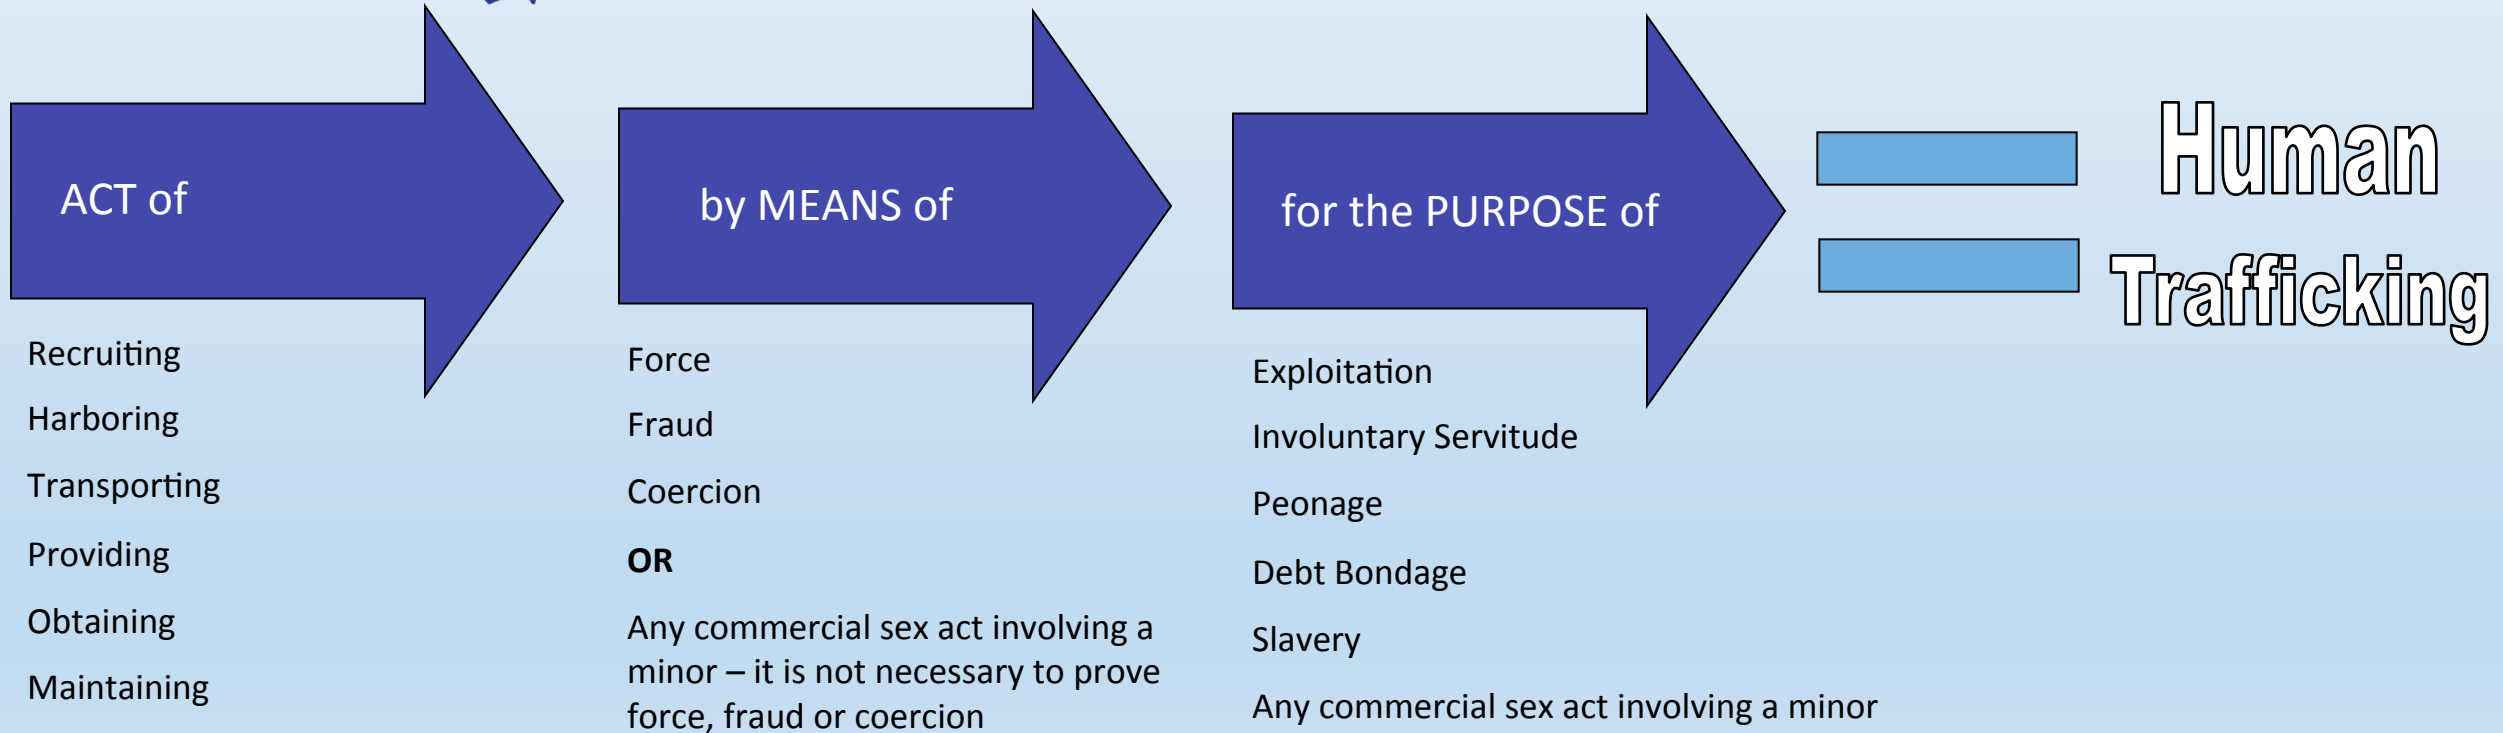 ACT of
Recruiting
Harboring
Transporting
Providing
Obtaining
Maintaining
by MEANS of
Force
Fraud
Coercion
OR
Any commercial sex act involving a
minor – it is not necessary to prove
force, fraud or coercion
for the PURPOSE of
Exploitation
Involuntary Servitude
Peonage
Debt Bondage
Slavery
Any commercial sex act involving a minor
Human
Trafficking